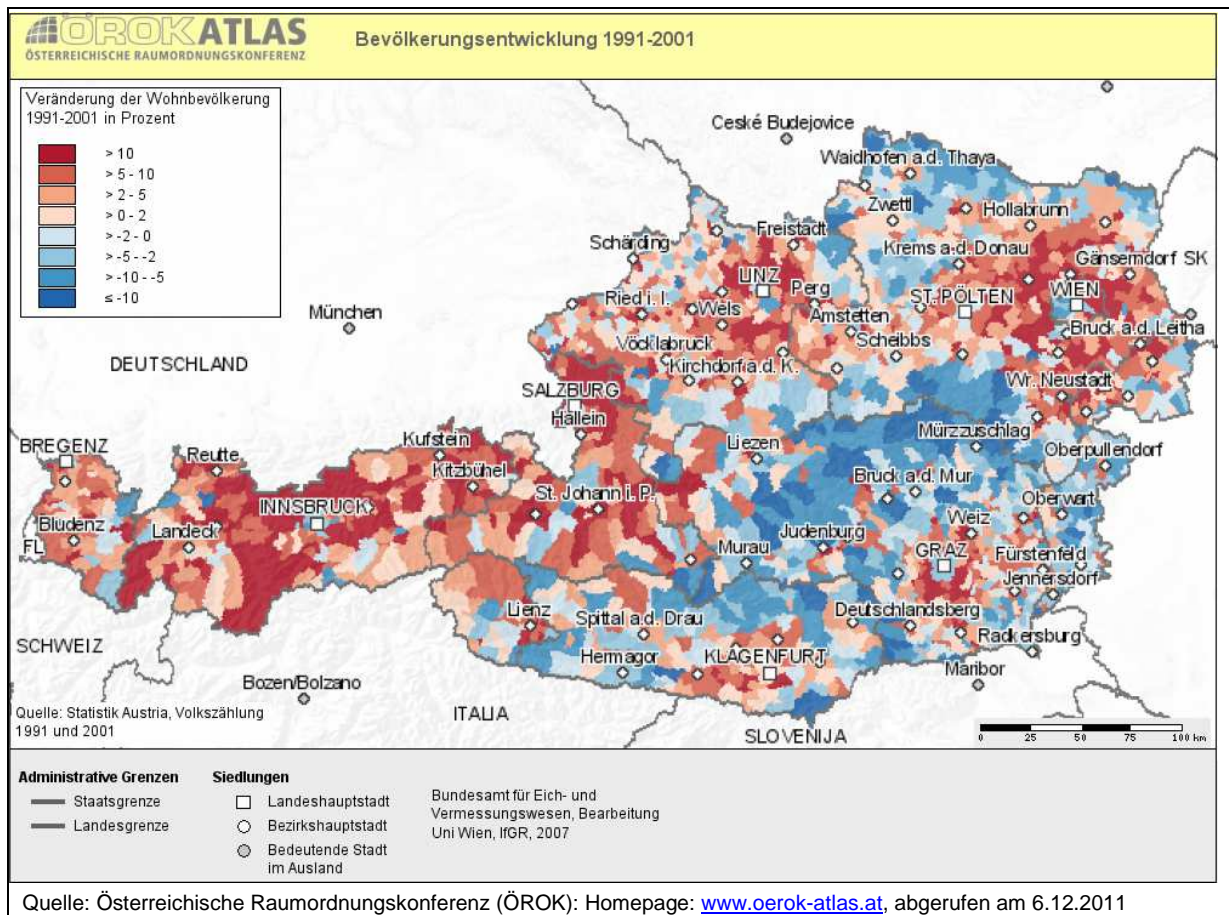 ÖROKATLAS
ÖSTERREICHISCHE RAUMORDNUNGSKONFERENZ
Bevölkerungsentwicklung 1991-2001
Veränderung der Wohnbevölkerung
1991-2001 in Prozent
> 10
> 5 - 10
> 2 - 5
> 0 - 2
> -2 - 0
> -5 - -2
> -10 - -5
≤ -10
Ceské Budejovice
Waidhofen a.d. Thaya
Zwettl
Hollabrunn
Freistadt
Schärding
Krems a.d. Donau
Gänserndorf SK
LINZ
Perg
ST. PÖLTEN
WIEN
Ried i. I.
München
Wels
Amstetten
Bruck a.d. Leitha
Vöcklabruck
Scheibbs
DEUTSCHLAND
Kirchdorf a.d. K.
SALZBURG
Wr. Neustadt
Hallein
Kufstein
Liezen
Mürzzuschlag
BREGENZ
Reutte
Kitzbühel
Oberpullendorf
St. Johann i. P.
Bruck a.d. Mur
INNSBRUCK
Oberwart
Bludenz
Landeck
Weiz
FL
Judenburg
Murau
GRAZ
Fürstenfeld
Jennersdorf
Lienz
Spittal a.d. Drau
Deutschlandsberg
SCHWEIZ
Hermagor
KLAGENFURT
Radkersburg
Bozen/Bolzano
Maribor
ITALIA
Quelle: Statistik Austria, Volkszählung
1991 und 2001
SLOVENIJA
0 25 50 75 100 km
Administrative Grenzen
Staatsgrenze
Landesgrenze
Siedlungen
Landeshauptstadt
Bezirkshauptstadt
Bedeutende Stadt
im Ausland
Bundesamt für Eich- und
Vermessungswesen, Bearbeitung
Uni Wien, IfGR, 2007
Quelle: Österreichische Raumordnungskonferenz (ÖROK): Homepage: www.oerok-atlas.at, abgerufen am 6.12.2011